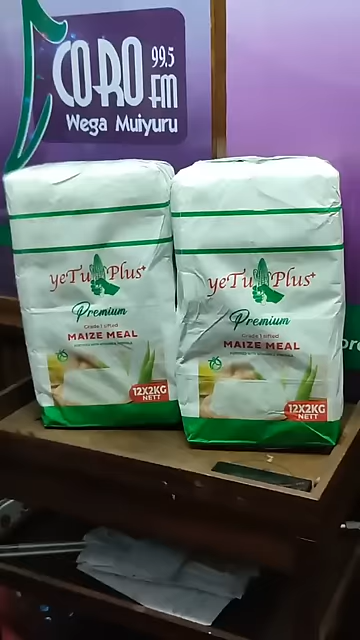 CORO 99.5 FM
Wega Muiyuru
yeTu Plus+
Premium
Grade 1 sifted
MAIZE MEAL
12X2KG
NETT
yeTu Plus+
Premium
Grade 1 sifted
MAIZE MEAL
12X2KG
NETT